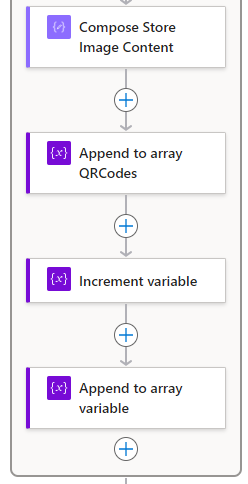 Compose Store
Image Content
{x}
Append to array
QRCodes
{x}
Increment variable
{x}
Append to array
variable